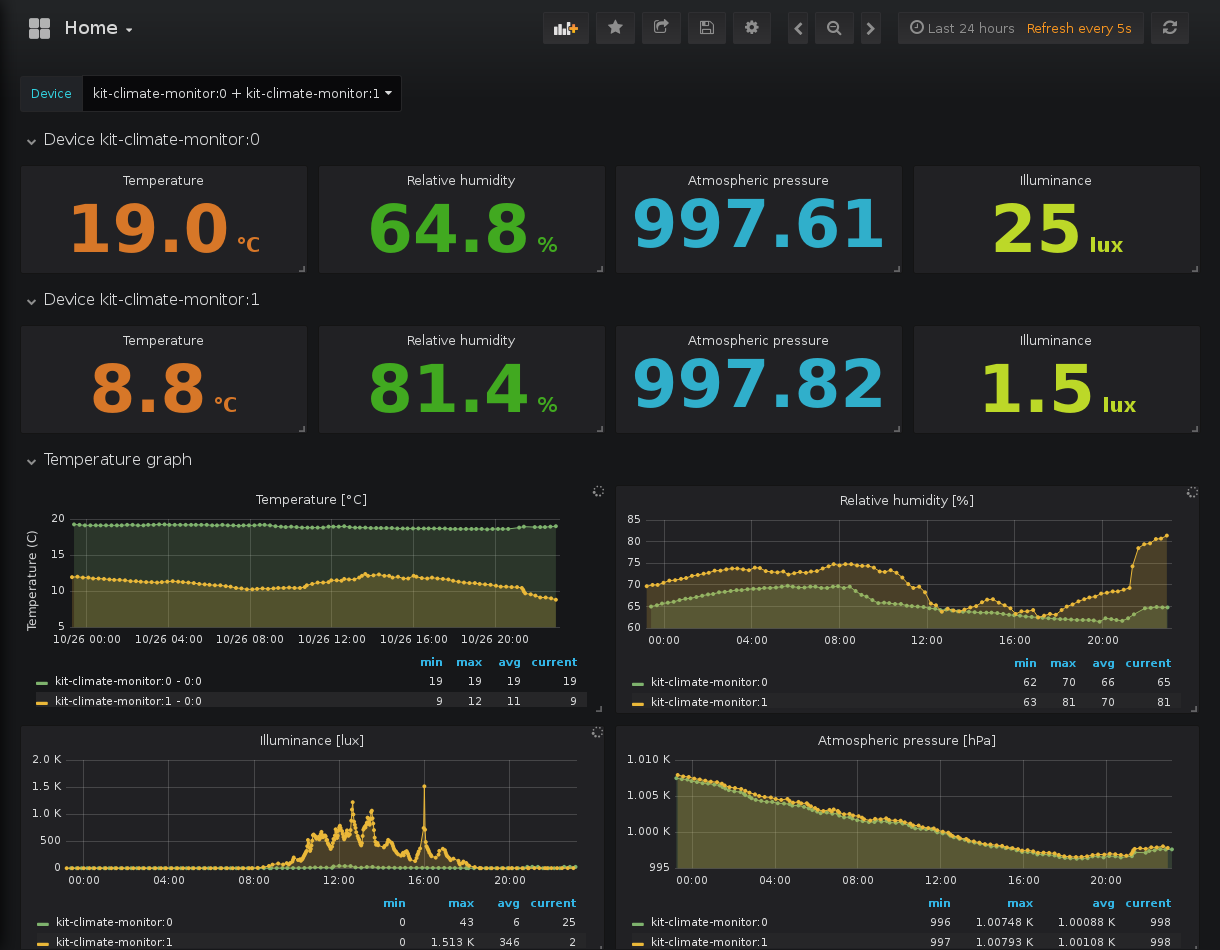 Home
Last 24 hours Refresh every 5s
Device kit-climate-monitor:0 + kit-climate-monitor:1
Device kit-climate-monitor:0
Temperature Relative humidity Atmospheric pressure Illuminance
19.0 °C 64.8 % 997.61 25 lux
Device kit-climate-monitor:1
Temperature Relative humidity Atmospheric pressure Illuminance
8.8 °C 81.4 % 997.82 1.5 lux
Temperature graph
Temperature [°C]
Temperature (C)
20
15
10
5
10/26 00:00 10/26 04:00 10/26 08:00 10/26 12:00 10/26 16:00 10/26 20:00
min max avg current
kit-climate-monitor:0 - 0:0 19 19 19 19
kit-climate-monitor:1 - 0:0 9 12 11 9
Relative humidity [%]
85
80
75
70
65
60
00:00 04:00 08:00 12:00 16:00 20:00
min max avg current
kit-climate-monitor:0 62 70 66 65
kit-climate-monitor:1 63 81 70 81
Illuminance [lux]
2.0 K
1.5 K
1.0 K
500
0
00:00 04:00 08:00 12:00 16:00 20:00
min max avg current
kit-climate-monitor:0 0 43 6 25
kit-climate-monitor:1 0 1.513 K 346 2
Atmospheric pressure [hPa]
1.010 K
1.005 K
1.000 K
995
00:00 04:00 08:00 12:00 16:00 20:00
min max avg current
kit-climate-monitor:0 996 1.00748 K 1.00088 K 998
kit-climate-monitor:1 997 1.00793 K 1.00108 K 998